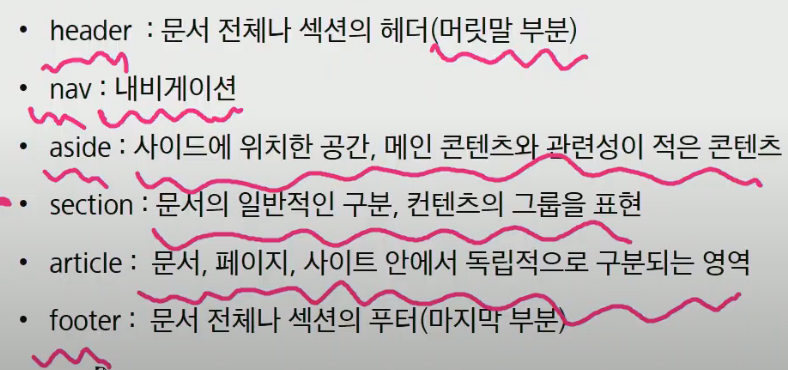 • header : 문서 전체나 섹션의 헤더(머릿말 부분)
• nav : 내비게이션
• aside : 사이드에 위치한 공간, 메인 콘텐츠와 관련성이 적은 콘텐츠
• section : 문서의 일반적인 구분, 컨텐츠의 그룹을 표현
• article : 문서, 페이지, 사이트 안에서 독립적으로 구분되는 영역
• footer : 문서 전체나 섹션의 푸터(마지막 부분)